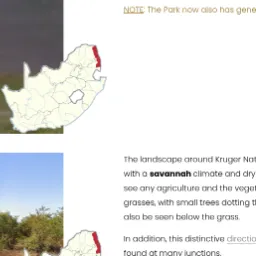 NOTE: The Park now also has gene
The landscape around Kruger Nat
with a savannah climate and dry
see any agriculture and the veget
grasses, with small trees dotting t
also be seen below the grass.
In addition, this distinctive directio
found at many junctions.